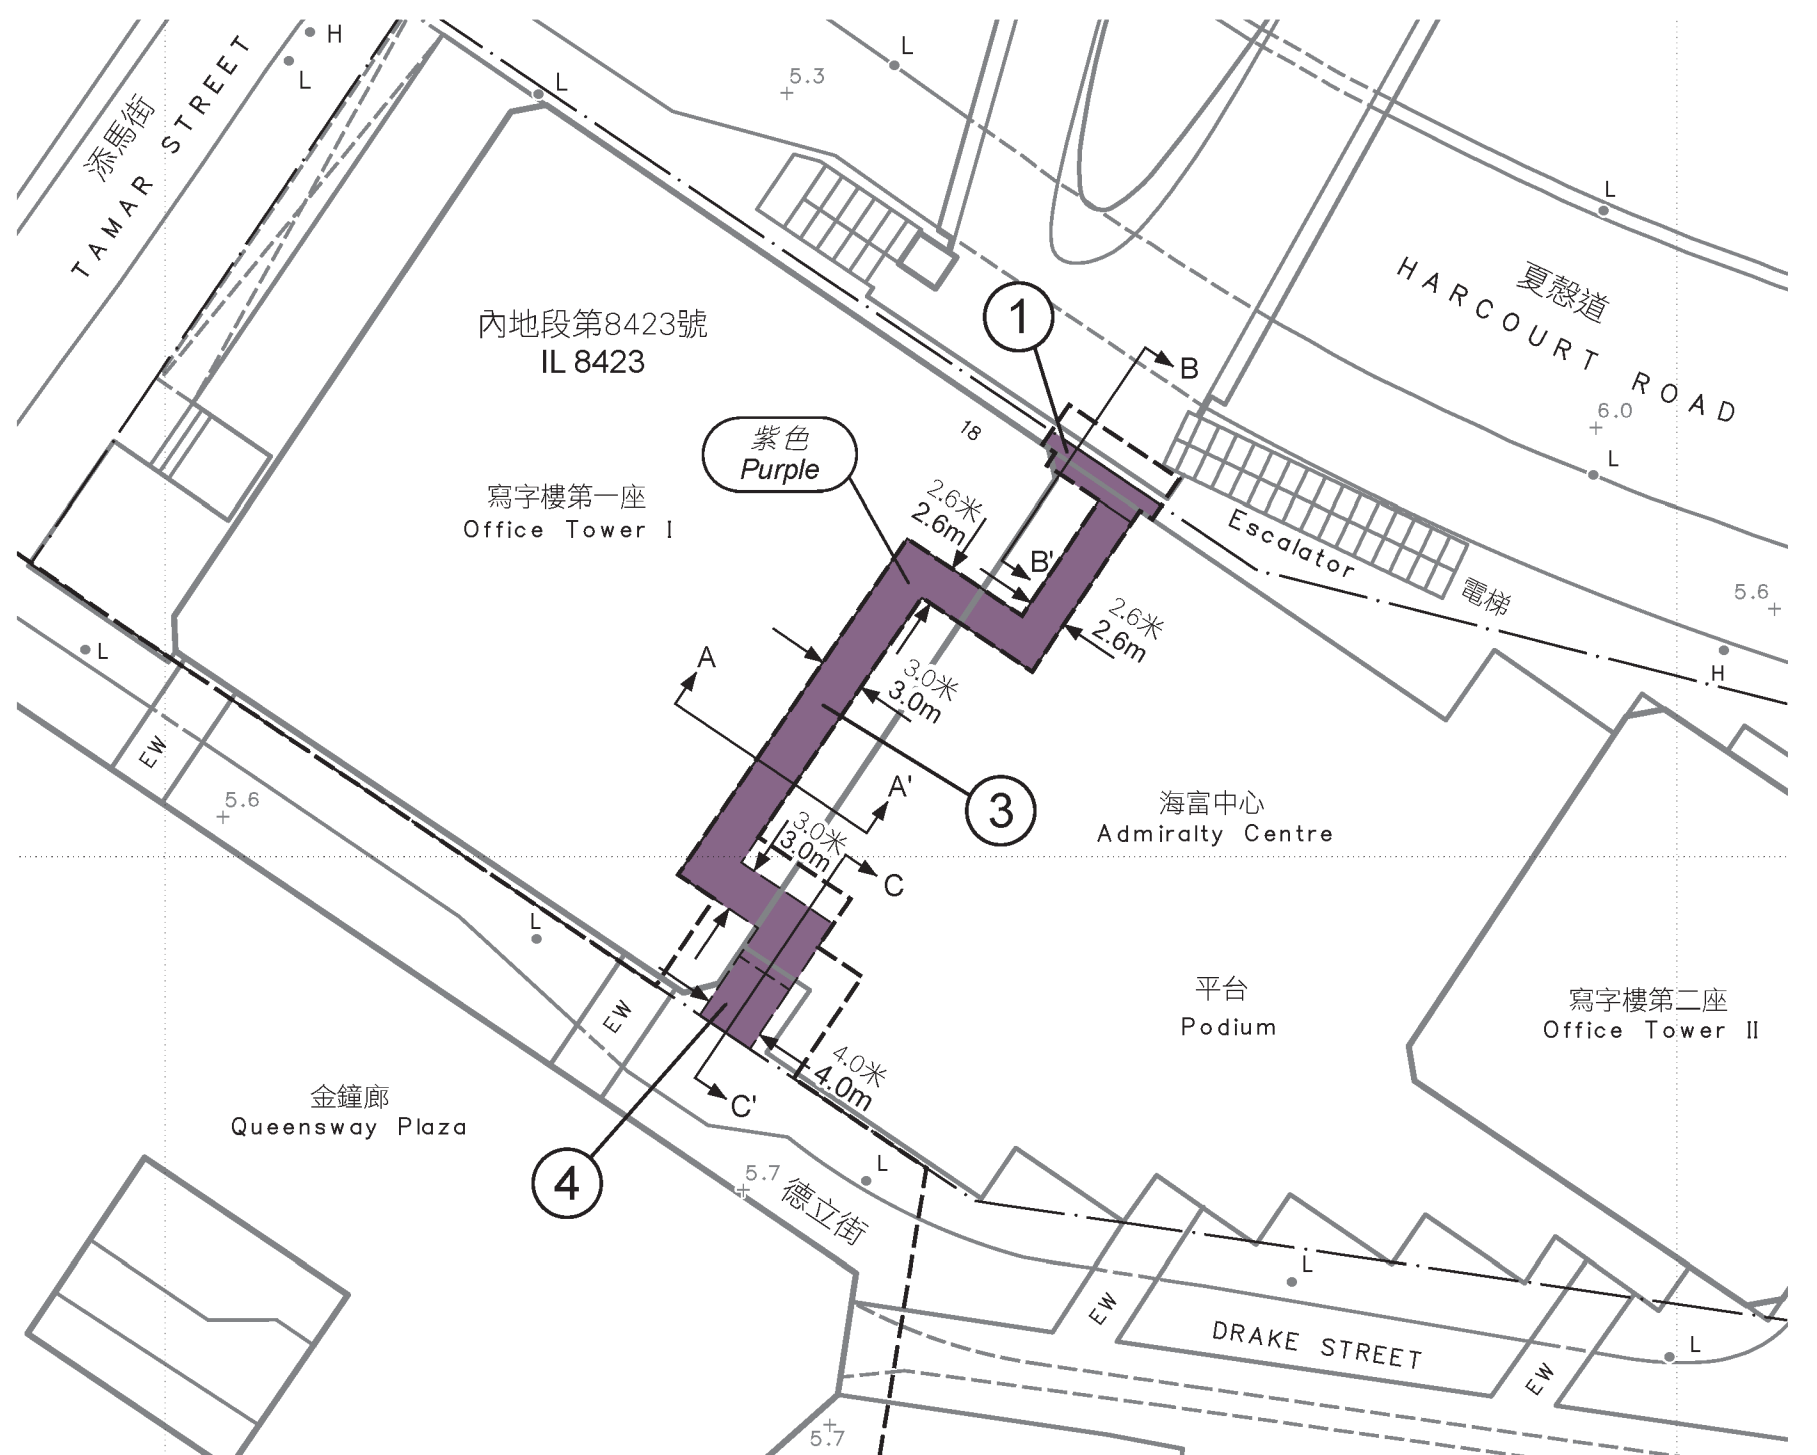 H
L
添馬街
TAMAR STREET
L
5.3
L
L
夏慤道
HARCOURT ROAD
內地段第8423號
IL 8423
1
B
6.0
L
18
紫色
Purple
寫字樓第一座
Office Tower I
2.6米
2.6m
B'
Escalator
電梯
5.6
2.6米
2.6m
L
A
3.0米
3.0m
H
EW
5.6
A'
3
海富中心
Admiralty Centre
3.0米
3.0m
C
L
平台
Podium
寫字樓第二座
Office Tower II
EW
4.0米
4.0m
C'
金鐘廊
Queensway Plaza
4
5.7
德立街
L
L
EW
DRAKE STREET
L
EW
5.7